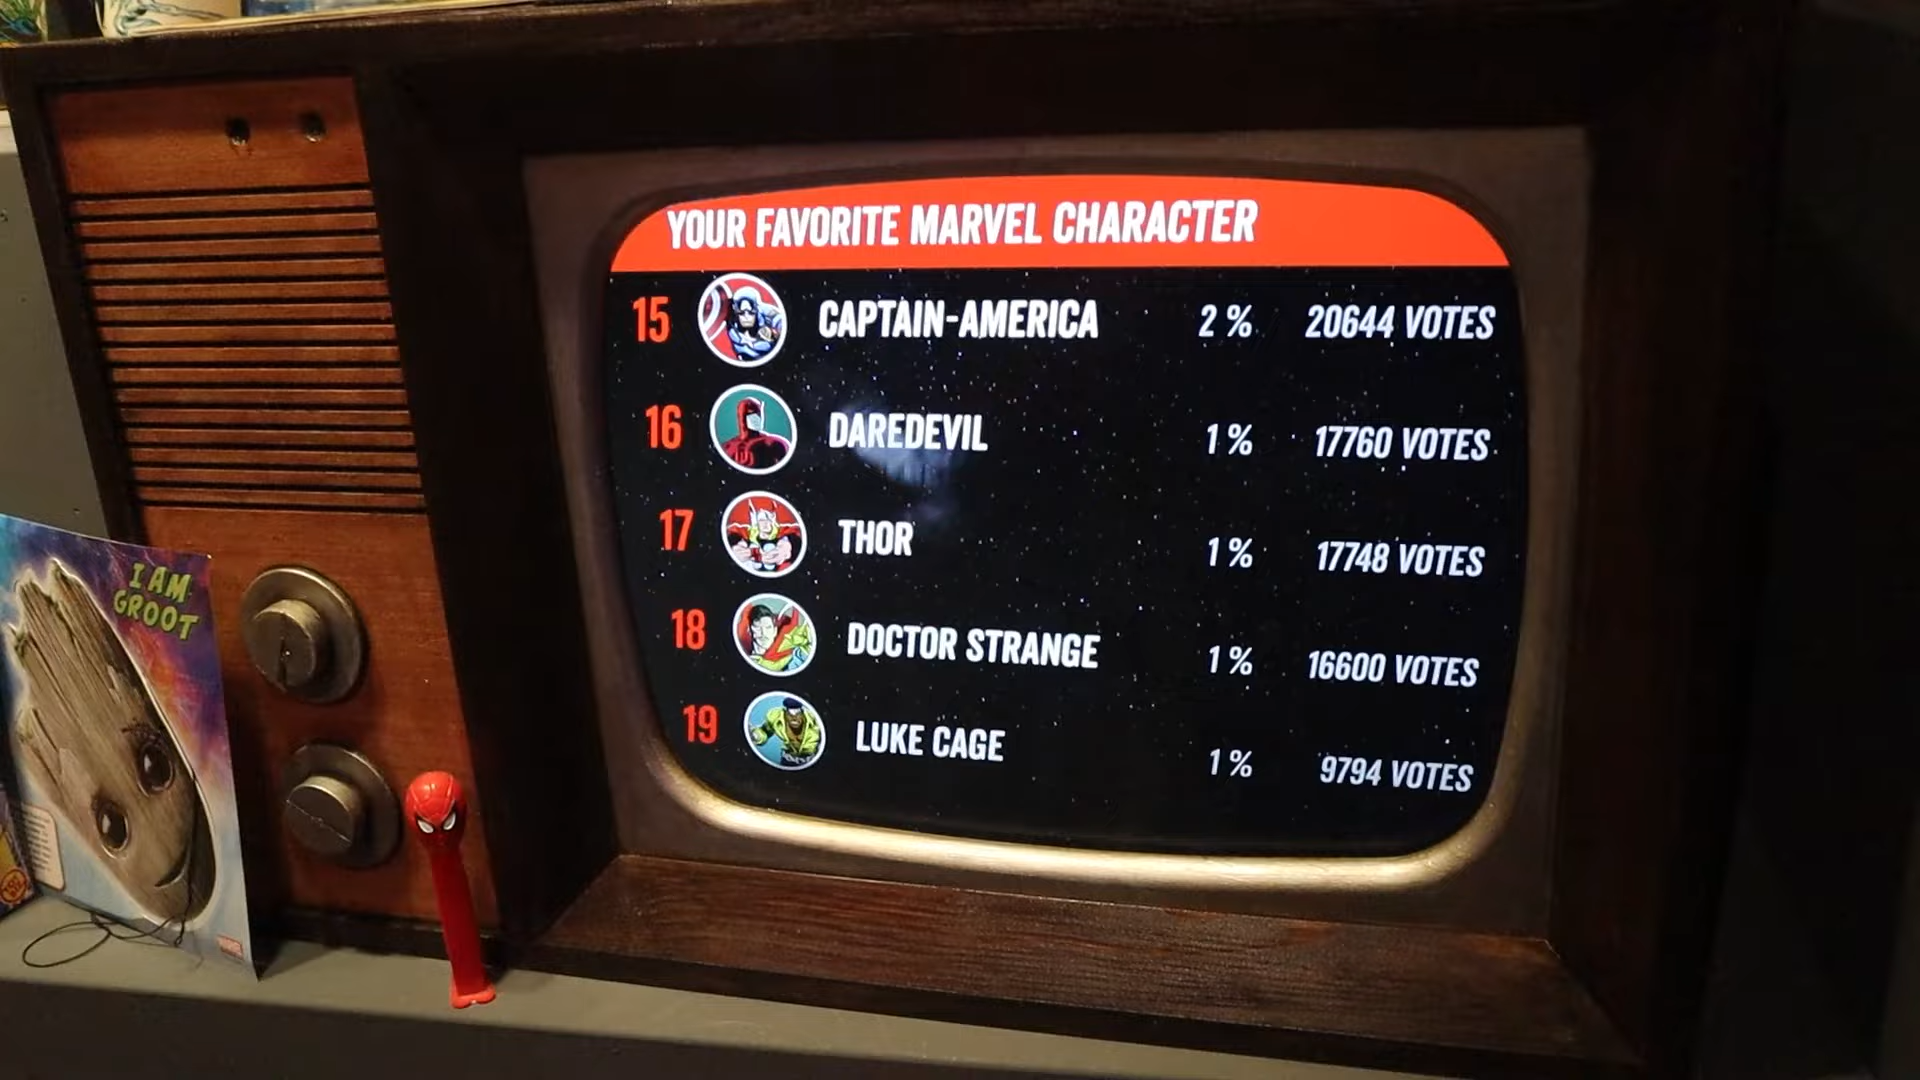 YOUR FAVORITE MARVEL CHARACTER
15 CAPTAIN-AMERICA 2 % 20644 VOTES
16 DAREDEVIL 1 % 17760 VOTES
17 THOR 1 % 17748 VOTES
18 DOCTOR STRANGE 1 % 16600 VOTES
19 LUKE CAGE 1 % 9794 VOTES
I AM
GROOT
MARVEL